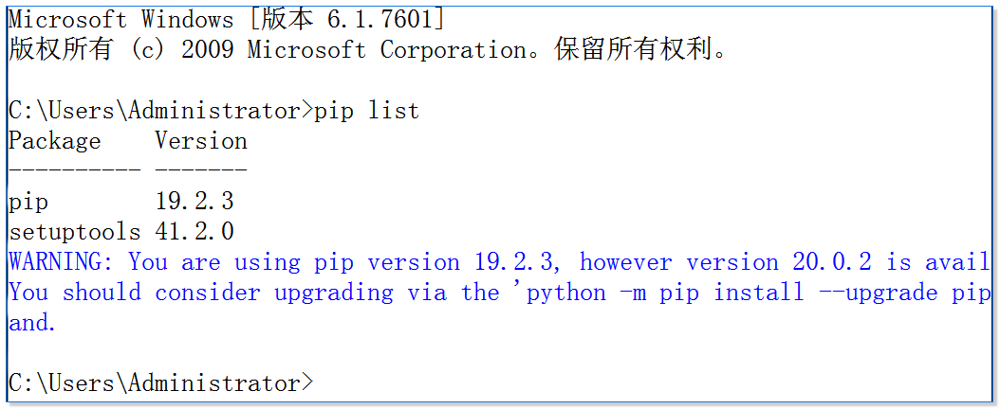 Microsoft Windows [版本 6.1.7601]
版权所有 (c) 2009 Microsoft Corporation。保留所有权利。
C:\Users\Administrator>pip list
Package    Version
---------- -------
pip        19.2.3
setuptools 41.2.0
WARNING: You are using pip version 19.2.3, however version 20.0.2 is avail
You should consider upgrading via the 'python -m pip install --upgrade pip
and.
C:\Users\Administrator>